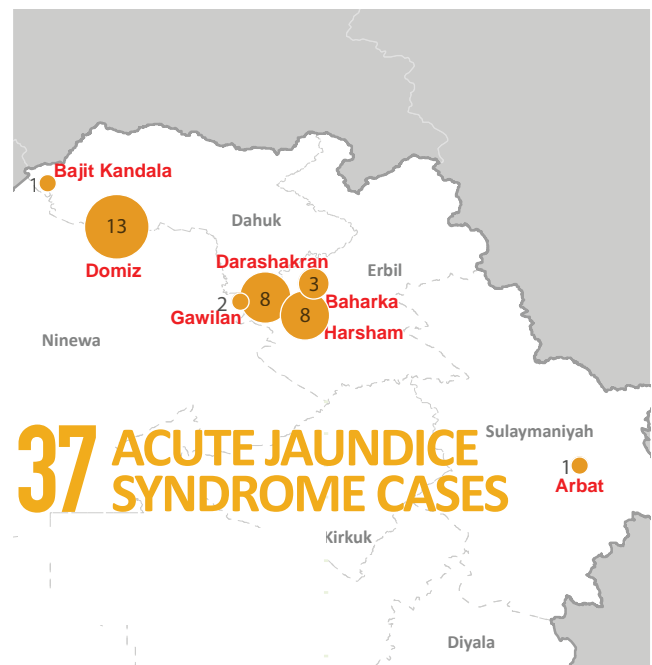 Bajit Kandala
1
13
Domiz
Dahuk
Darashakran
Erbil
3
2
8
Baharka
Gawilan
8
Harsham
Ninewa
37 ACUTE JAUNDICE
SYNDROME CASES
Sulaymaniyah
1
Arbat
Kirkuk
Diyala